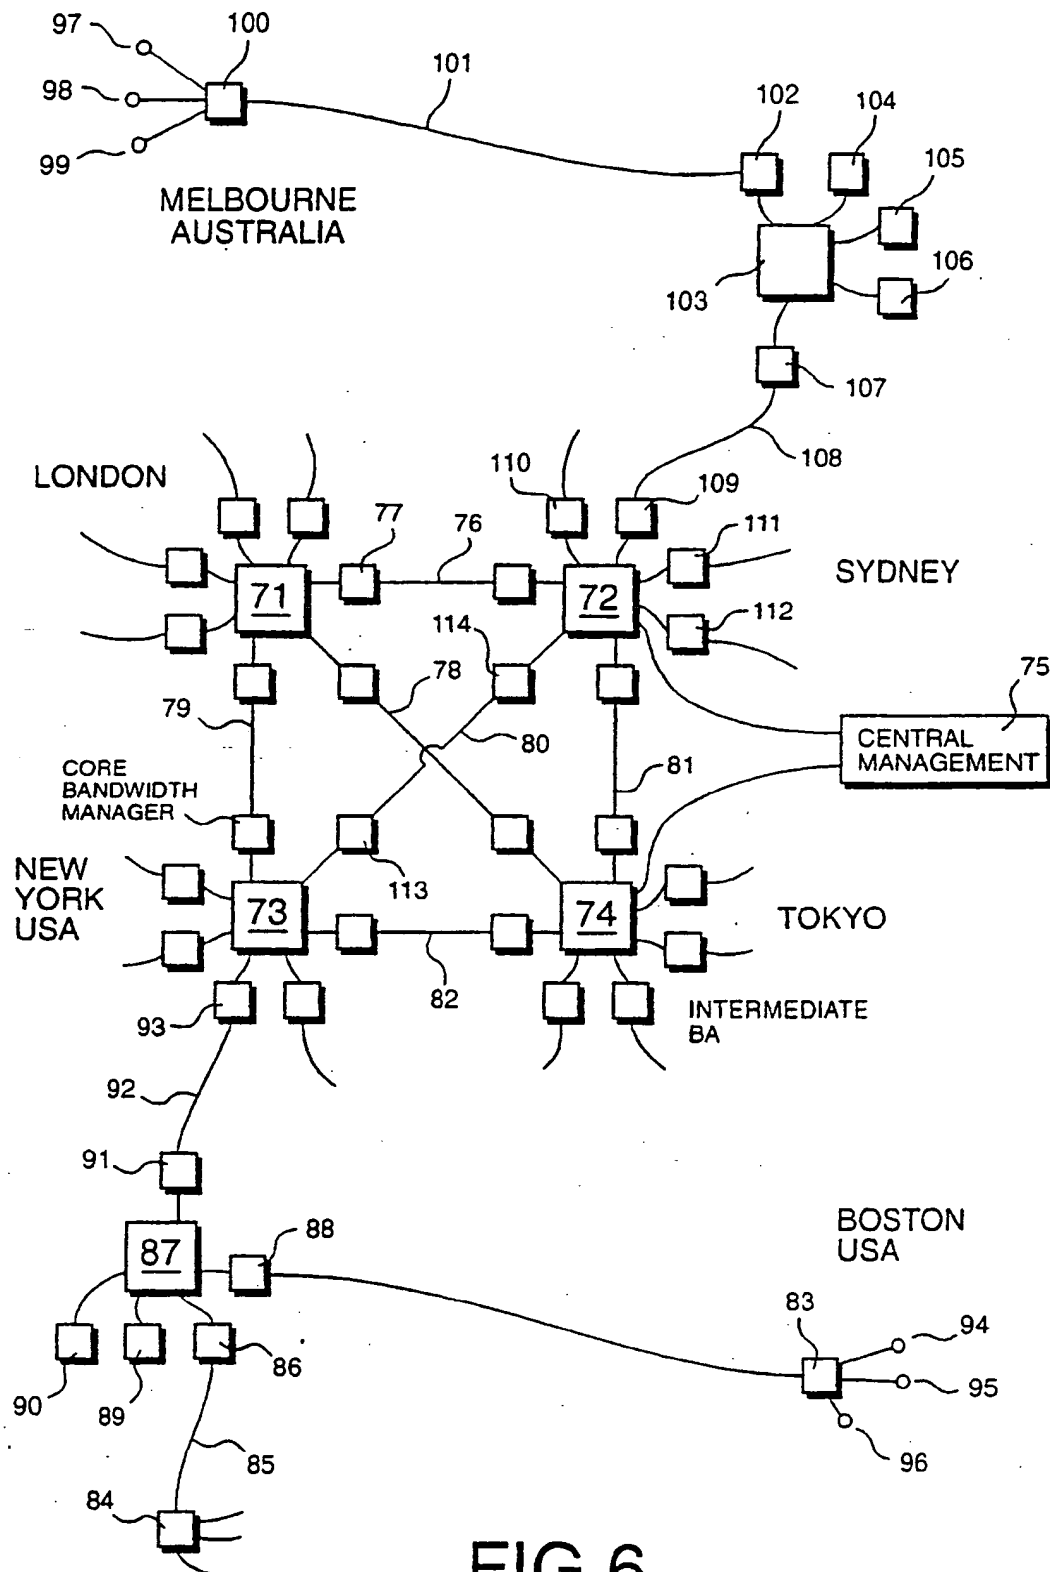 97
100
98
101
102
104
99
105
MELBOURNE
AUSTRALIA
103
106
107
108
LONDON
110
109
77
76
111
71
72
SYDNEY
112
114
78
75
79
80
CENTRAL
MANAGEMENT
CORE
BANDWIDTH
MANAGER
81
NEW
YORK
USA
113
73
74
TOKYO
82
93
INTERMEDIATE
BA
92
91
BOSTON
USA
87
88
83
94
86
95
90
89
96
85
84
FIG 6